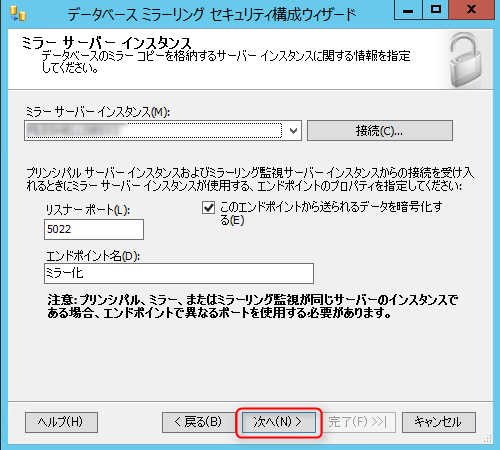 データベース ミラーリング セキュリティ構成ウィザード
ミラー サーバー インスタンス
データベースのミラー コピーを格納するサーバー インスタンスに関する情報を指定
してください。
ミラー サーバー インスタンス(M):
接続(C)...
プリンシパル サーバー インスタンスおよびミラーリング監視サーバー インスタンスからの接続を受け入
れるときにミラー サーバー インスタンスが使用する、エンドポイントのプロパティを指定してください:
リスナー ポート(L):
このエンドポイントから送られるデータを暗号化す
る(E)
5022
エンドポイント名(D):
ミラー化
注意: プリンシパル、ミラー、またはミラーリング監視が同じサーバーのインスタンスで
ある場合、エンドポイントで異なるポートを使用する必要があります。
ヘルプ(H)
< 戻る(B)
次へ(N) >
完了(F) >>|
キャンセル